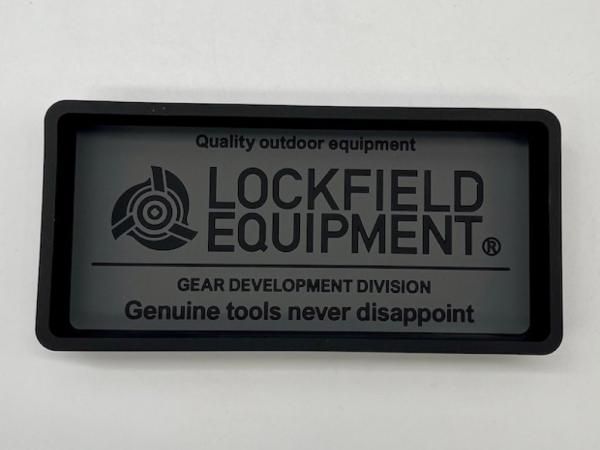 Quality outdoor equipment
LOCKFIELD
EQUIPMENT®
GEAR DEVELOPMENT DIVISION
Genuine tools never disappoint